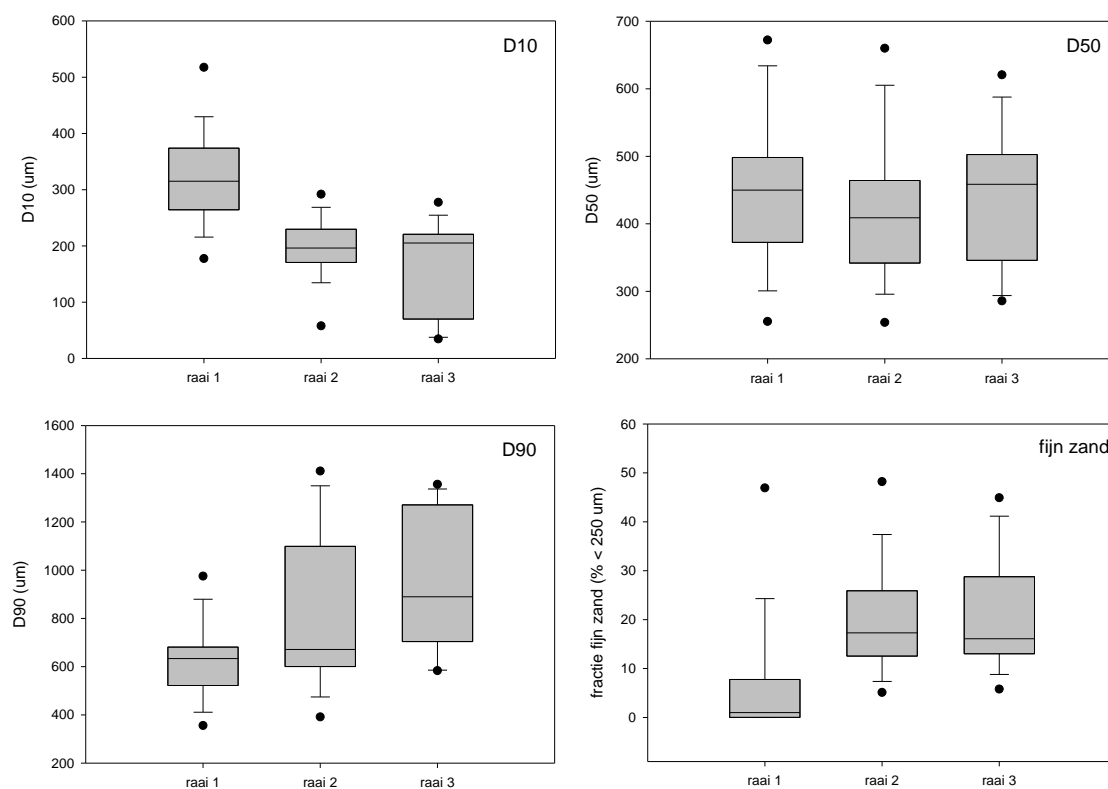 D10
D10 (um)
600
500
400
300
200
100
0
raai 1 raai 2 raai 3
D50
D50 (um)
700
600
500
400
300
200
raai 1 raai 2 raai 3
D90
D90 (um)
1600
1400
1200
1000
800
600
400
200
raai 1 raai 2 raai 3
fijn zand
fractie fijn zand (% < 250 um)
60
50
40
30
20
10
0
raai 1 raai 2 raai 3